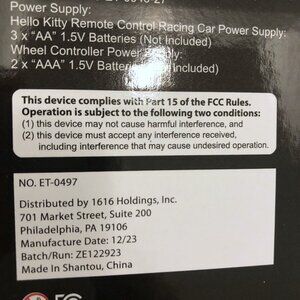 Power Supply:
Hello Kitty Remote Control Racing Car Power Supply:
3 x “AA” 1.5V Batteries (Not Included)
Wheel Controller Power Supply:
2 x “AAA” 1.5V Batteries (Not Included)
This device complies with Part 15 of the FCC Rules.
Operation is subject to the following two conditions:
(1) this device may not cause harmful interference, and
(2) this device must accept any interference received,
including interference that may cause undesired operation.
NO. ET-0497
Distributed by 1616 Holdings, Inc.
701 Market Street, Suite 200
Philadelphia, PA 19106
Manufacture Date: 12/23
Batch/Run: ZE122923
Made In Shantou, China